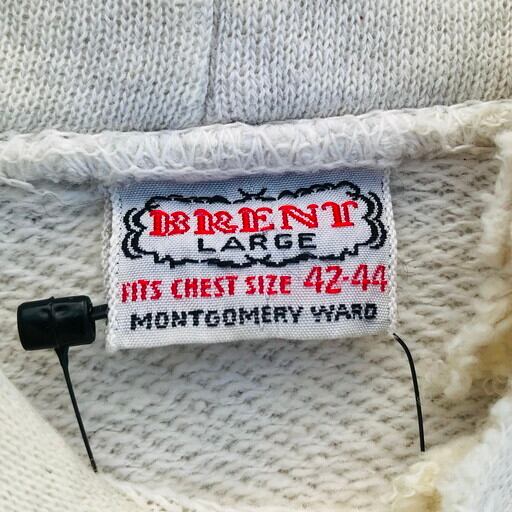 BRENT
LARGE
FITS CHEST SIZE 42-44
MONTGOMERY WARD